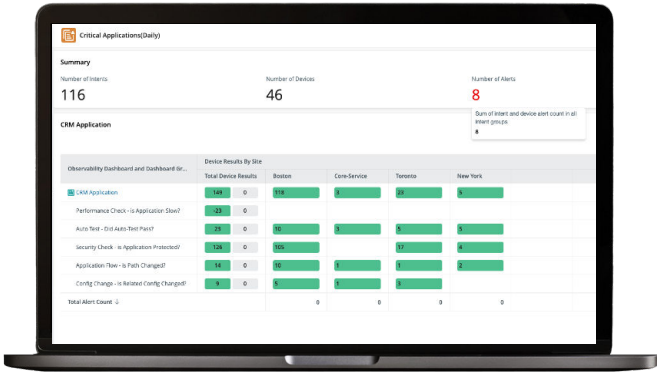 Critical Applications(Daily)
Summary
Number of Intents
Number of Devices
Number of Alerts
116
46
8
Sum of intent and device alert count in all
intent groups.
8
CRM Application
Observability Dashboard and Dashboard Gr...
Device Results By Site
Total Device Results
Boston
Core-Service
Toronto
New York
CRM Application
149 0 110 3 23 5
Performance Check - is Application Slow?
-23 0
Auto Test - Did Auto-Test Pass?
23 0 10 3 5 5
Security Check - is Application Protected?
126 0 105 17 4
Application Flow - is Path Changed?
14 0 10 1 1 2
Config Change - is Related Config Changed?
9 0 5 1 3
Total Alert Count
0 0 0 0